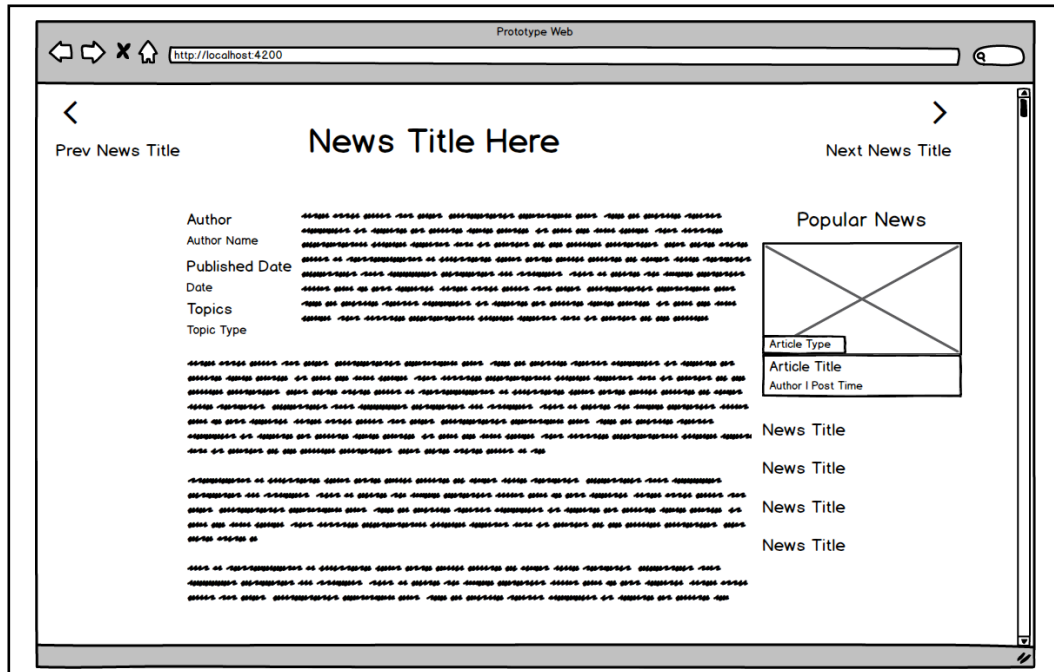 Prototype Web
http://localhost:4200
Prev News Title
News Title Here
Next News Title
Author
Author Name
Published Date
Date
Topics
Topic Type
Popular News
Article Type
Article Title
Author | Post Time
News Title
News Title
News Title
News Title